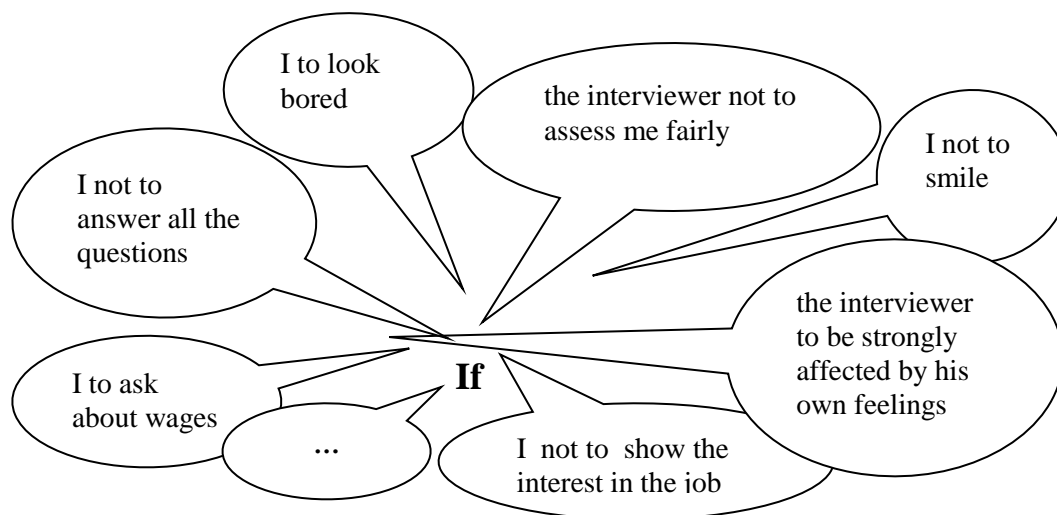 I to look
bored
the interviewer not to
assess me fairly
I not to
smile
I not to
answer all the
questions
the interviewer
to be strongly
affected by his
own feelings
If
I to ask
about wages
...
I not to show the
interest in the job